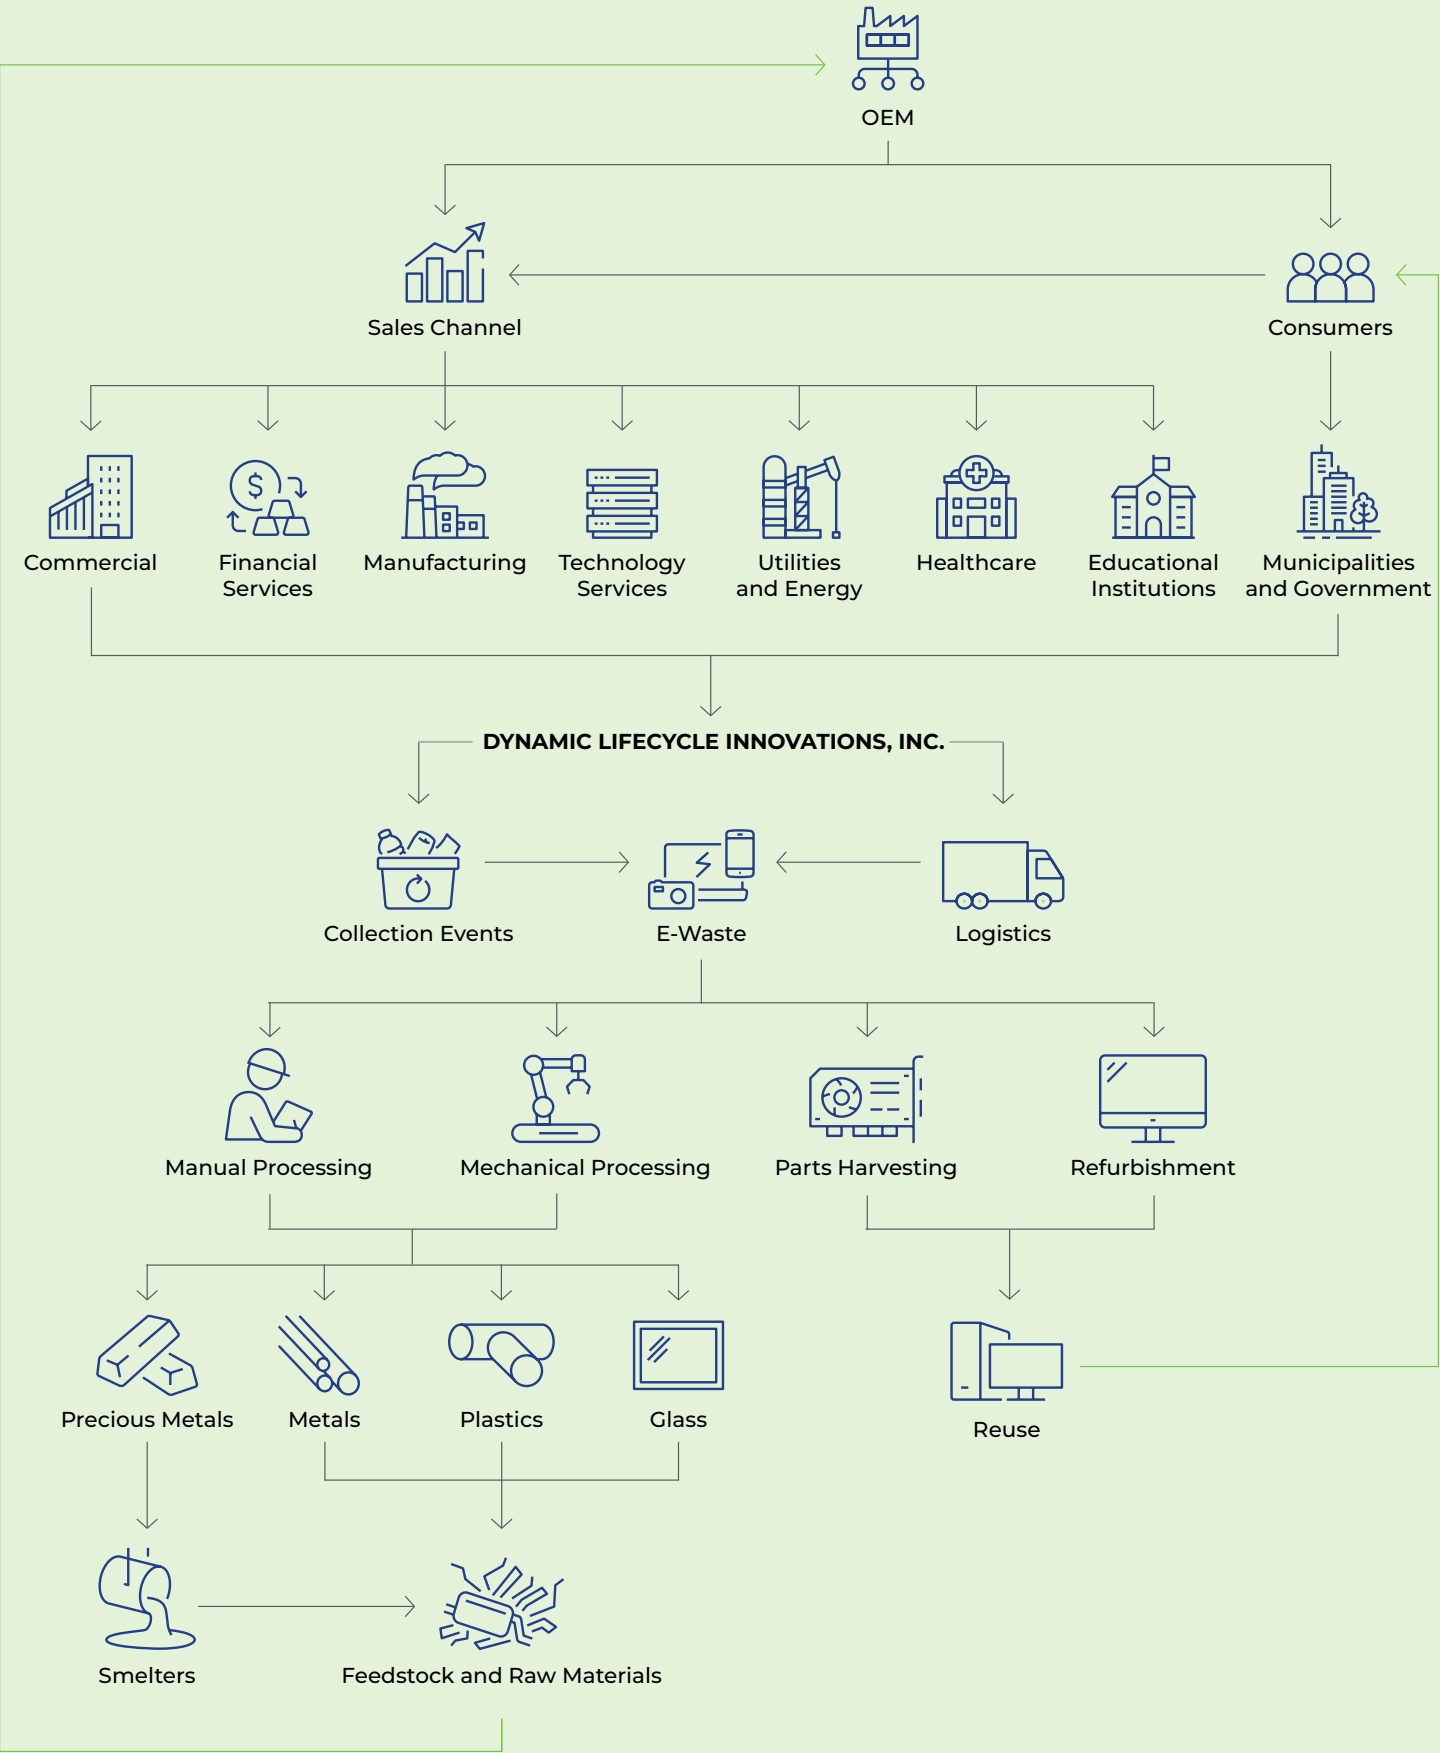 OEM
Sales Channel
Consumers
Commercial
Financial
Services
Manufacturing
Technology
Services
Utilities
and Energy
Healthcare
Educational
Institutions
Municipalities
and Government
DYNAMIC LIFECYCLE INNOVATIONS, INC.
Collection Events
E-Waste
Logistics
Manual Processing
Mechanical Processing
Parts Harvesting
Refurbishment
Precious Metals
Metals
Plastics
Glass
Reuse
Smelters
Feedstock and Raw Materials